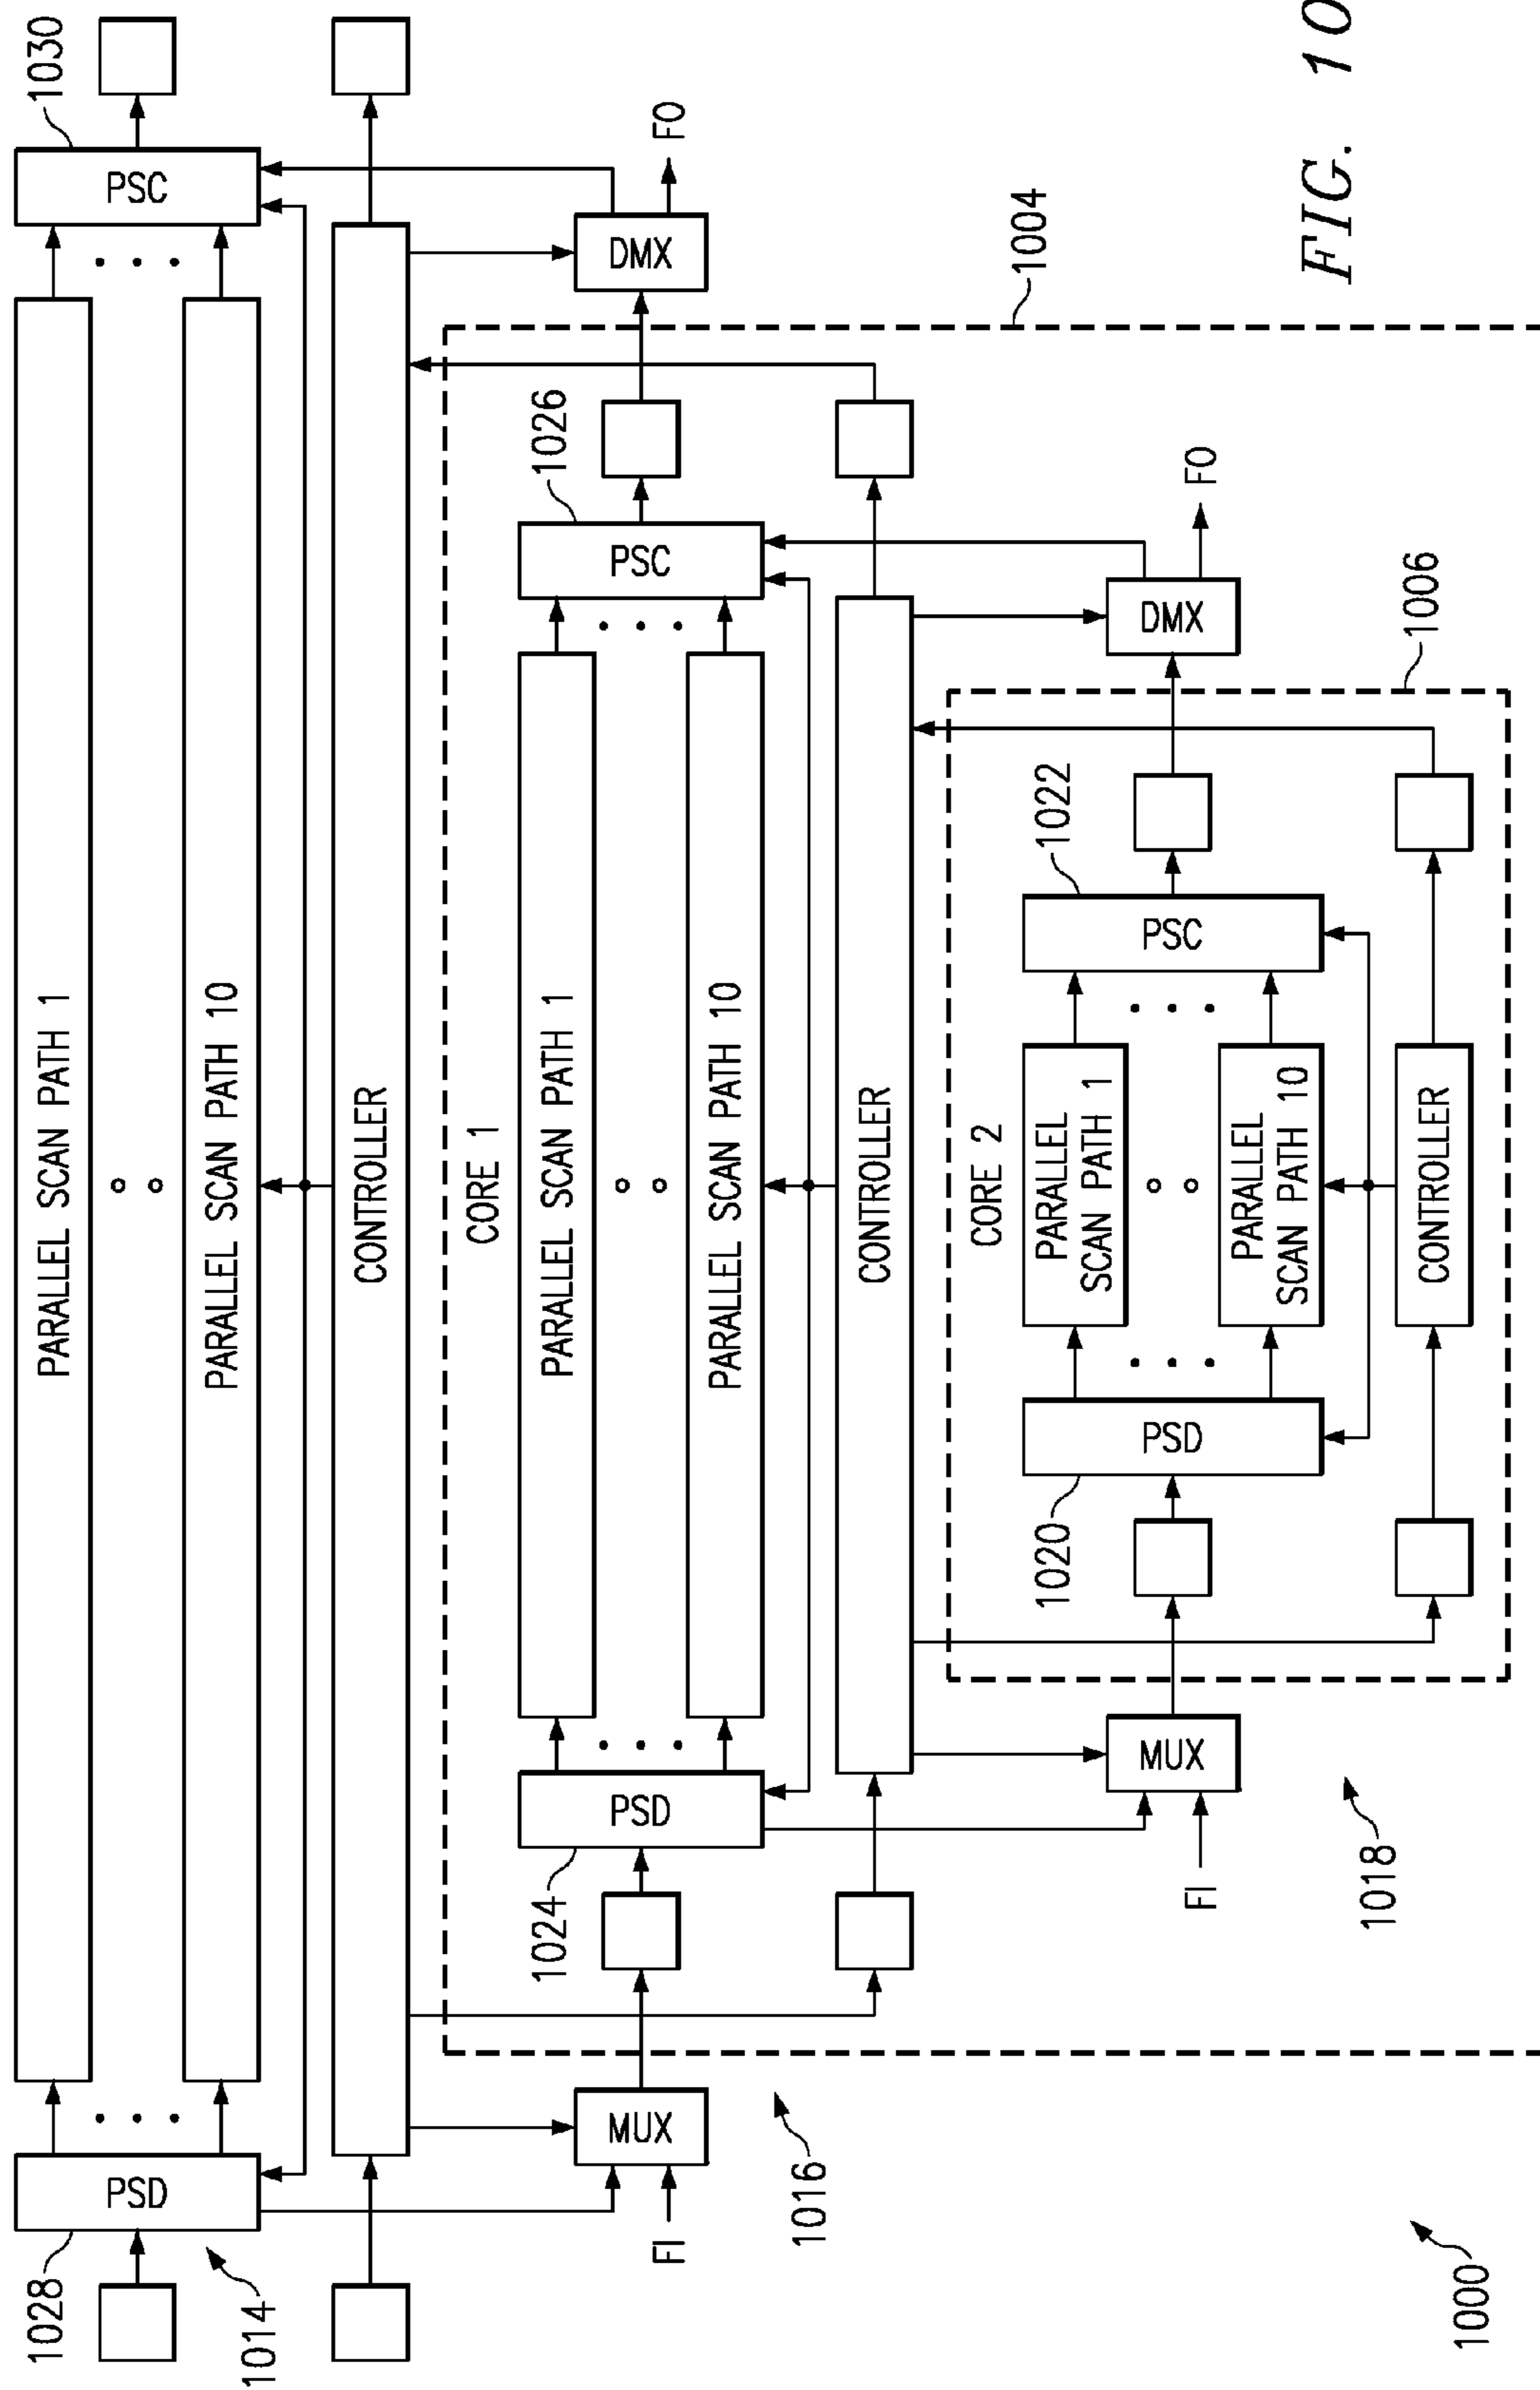 1028
PSD
1014
PARALLEL SCAN PATH 1
PARALLEL SCAN PATH 10
PSC
1030
CONTROLLER
MUX
FI
1016
DMX
FO
CORE 1
1004
1024
PSD
PARALLEL SCAN PATH 1
PARALLEL SCAN PATH 10
PSC
1026
CONTROLLER
MUX
FI
1018
DMX
FO
CORE 2
1006
1020
PSD
PARALLEL
SCAN PATH 1
PARALLEL
SCAN PATH 10
PSC
1022
CONTROLLER
1000
FIG. 10